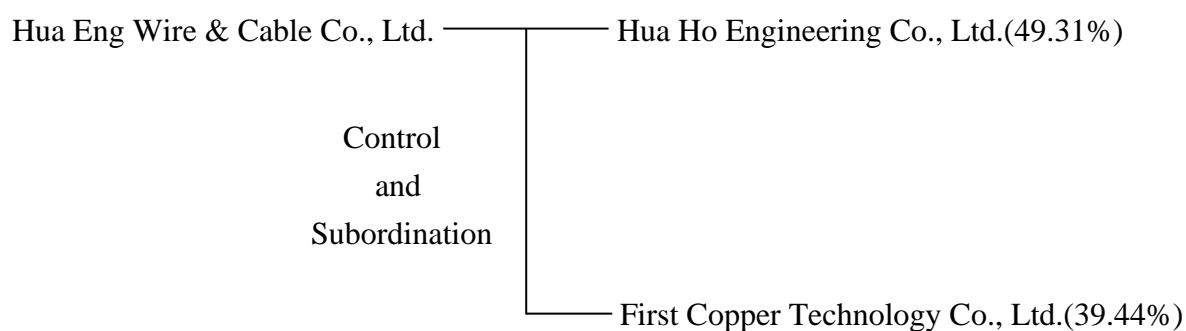 Hua Eng Wire & Cable Co., Ltd.
Hua Ho Engineering Co., Ltd.(49.31%)
Control
and
Subordination
First Copper Technology Co., Ltd.(39.44%)